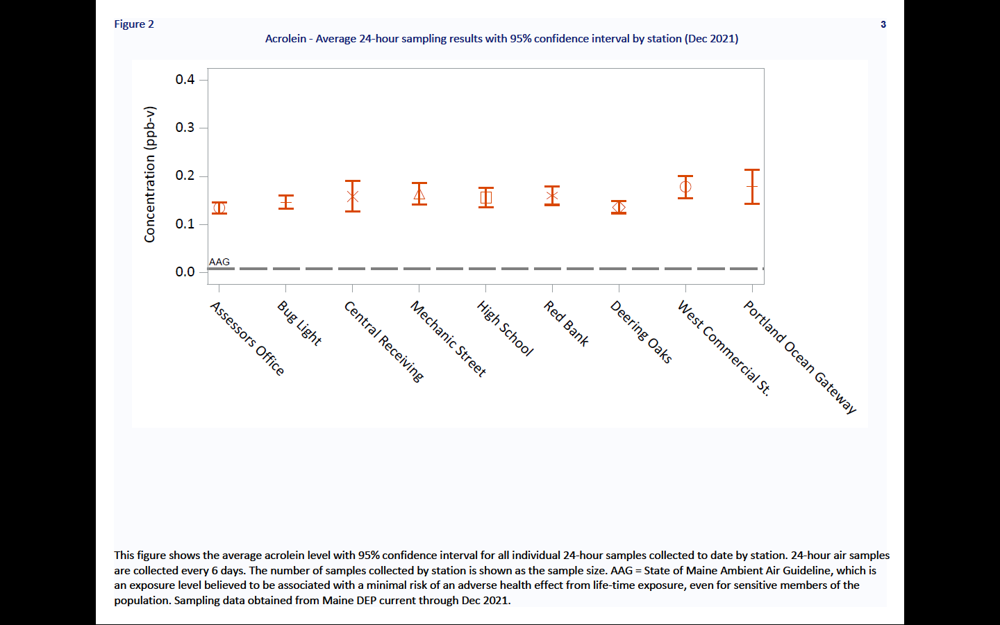 Figure 2
3
Acrolein - Average 24-hour sampling results with 95% confidence interval by station (Dec 2021)
Concentration (ppb-v)
0.4
0.3
0.2
0.1
0.0
AAG
Assessors Office
Bug Light
Central Receiving
Mechanic Street
High School
Red Bank
Deering Oaks
West Commercial St.
Portland Ocean Gateway
This figure shows the average acrolein level with 95% confidence interval for all individual 24-hour samples collected to date by station. 24-hour air samples
are collected every 6 days. The number of samples collected by station is shown as the sample size. AAG = State of Maine Ambient Air Guideline, which is
an exposure level believed to be associated with a minimal risk of an adverse health effect from life-time exposure, even for sensitive members of the
population. Sampling data obtained from Maine DEP current through Dec 2021.